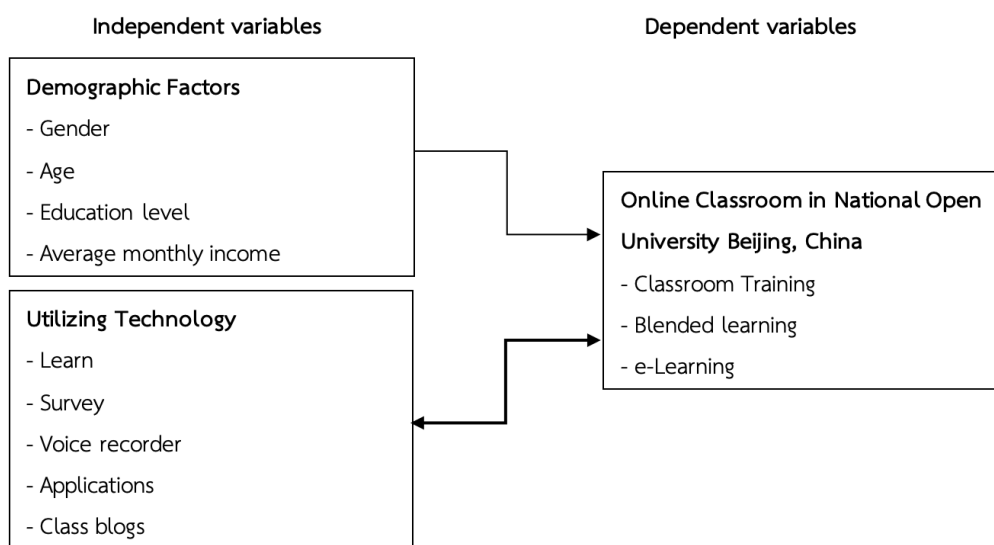 Independent variables
Dependent variables
Demographic Factors
- Gender
- Age
- Education level
- Average monthly income
Utilizing Technology
- Learn
- Survey
- Voice recorder
- Applications
- Class blogs
Online Classroom in National Open
University Beijing, China
- Classroom Training
- Blended learning
- e-Learning